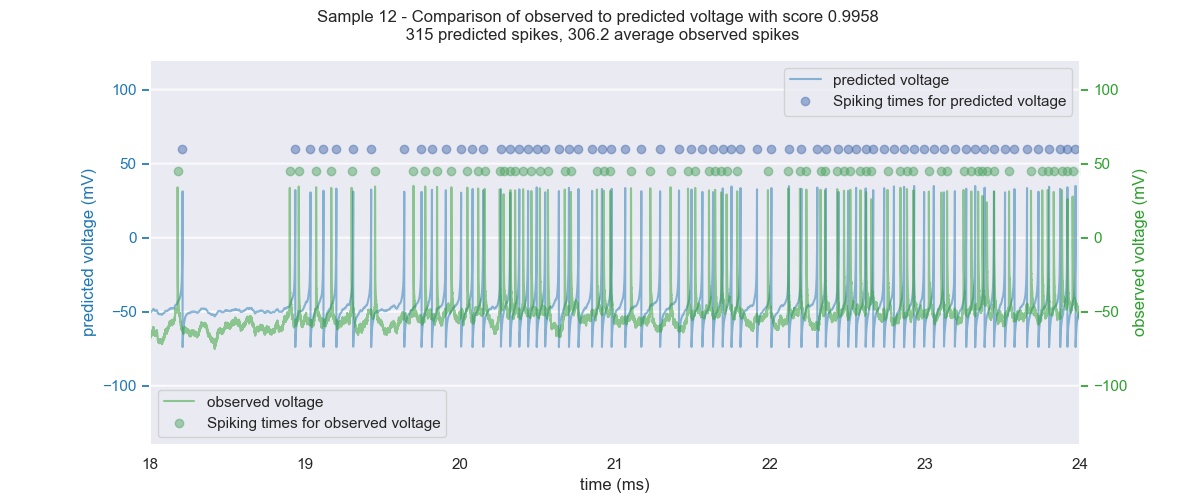 Sample 12 - Comparison of observed to predicted voltage with score 0.9958
315 predicted spikes, 306.2 average observed spikes
predicted voltage
Spiking times for predicted voltage
100
50
0
−50
−100
predicted voltage (mV)
100
50
0
−50
−100
observed voltage (mV)
observed voltage
Spiking times for observed voltage
18 19 20 21 22 23 24
time (ms)